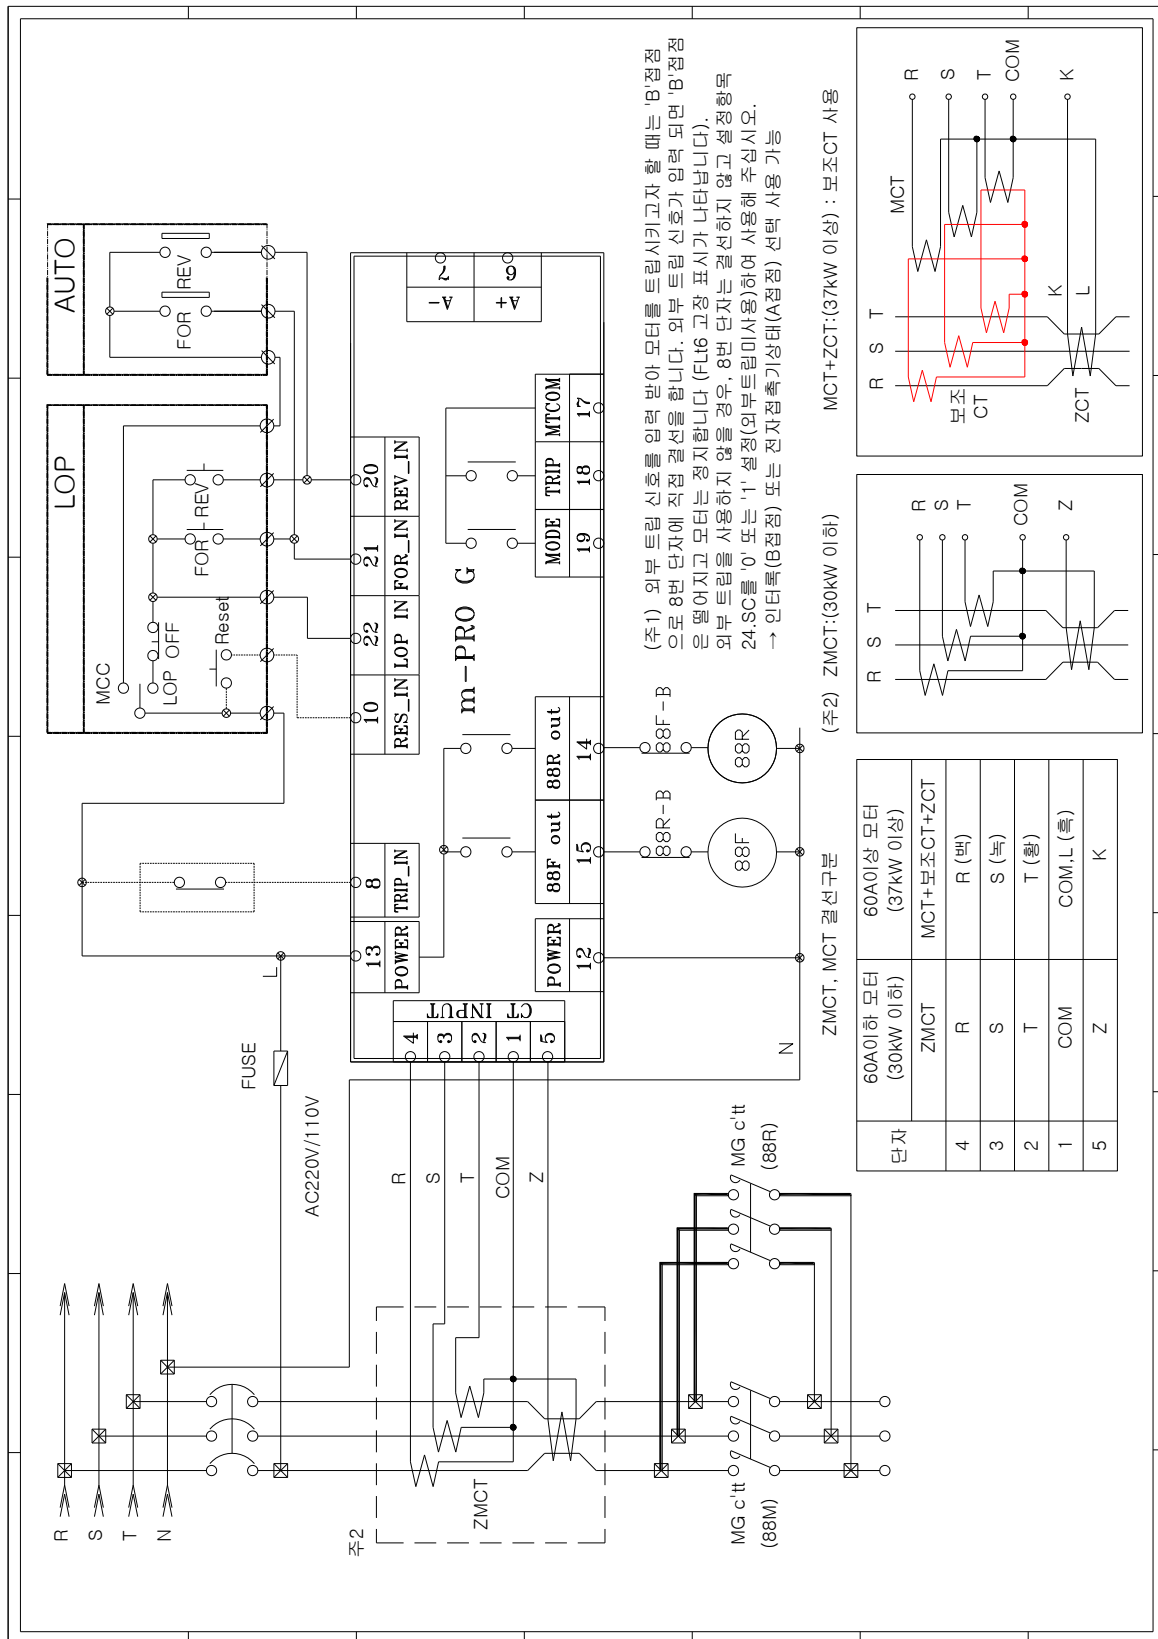 AUTO
FOR
REV
LOP
MCC
LOP OFF
Reset
FOR
REV
R
S
T
N
FUSE
AC220V/110V
L
13
POWER
8
TRIP_IN
10
RES_IN
22
LOP IN
21
FOR_IN
20
REV_IN
m-PRO G
CT INPUT
4
3
2
1
5
R
S
T
COM
Z
POWER
12
88F out
15
88R out
14
MODE
19
TRIP
18
MTCOM
17
A-
7
A+
6
88R-B
88F-B
88F
88R
N
주2
ZMCT
MG c'tt
(88M)
MG c'tt
(88R)
(주1) 외부 트립 신호를 입력 받아 모터를 트립시키고자 할 때는 'B'접점
으로 8번 단자에 직접 결선을 합니다. 외부 트립 신호가 입력 되면 'B'접점
은 떨어지고 모터는 정지합니다 (FLt6 고장 표시가 나타납니다).
외부 트립을 사용하지 않을 경우, 8번 단자는 결선하지 않고 설정항목
24.SC를 '0' 또는 '1' 설정(외부트립미사용)하여 사용해 주십시오.
→ 인터록(B접점) 또는 전자접촉기상태(A접점) 선택 사용 가능
ZMCT, MCT 결선구분
단자
60A이하 모터
(30kW 이하)
60A이상 모터
(37kW 이상)
ZMCT
MCT+보조CT+ZCT
4
R
R (백)
3
S
S (녹)
2
T
T (황)
1
COM
COM,L (흑)
5
Z
K
(주2) ZMCT:(30kW 이하)
R
S
T
R
S
T
COM
Z
MCT+ZCT:(37kW 이상) : 보조CT 사용
R
S
T
보조
CT
ZCT
K
L
MCT
R
S
T
COM
K